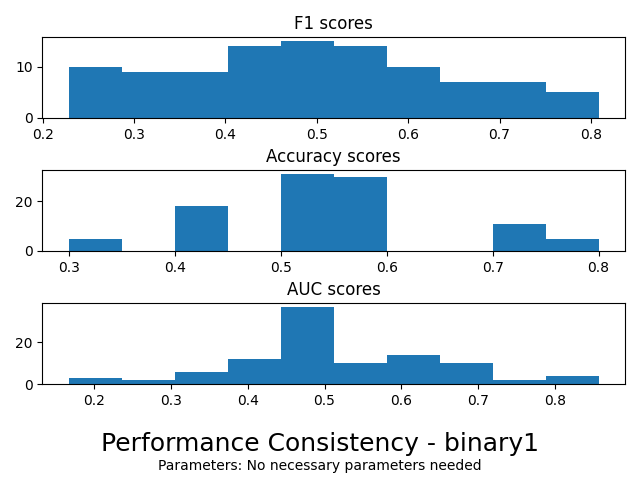 F1 scores
10
0
0.2 0.3 0.4 0.5 0.6 0.7 0.8
Accuracy scores
20
0
0.3 0.4 0.5 0.6 0.7 0.8
AUC scores
20
0
0.2 0.3 0.4 0.5 0.6 0.7 0.8
Performance Consistency - binary1
Parameters: No necessary parameters needed